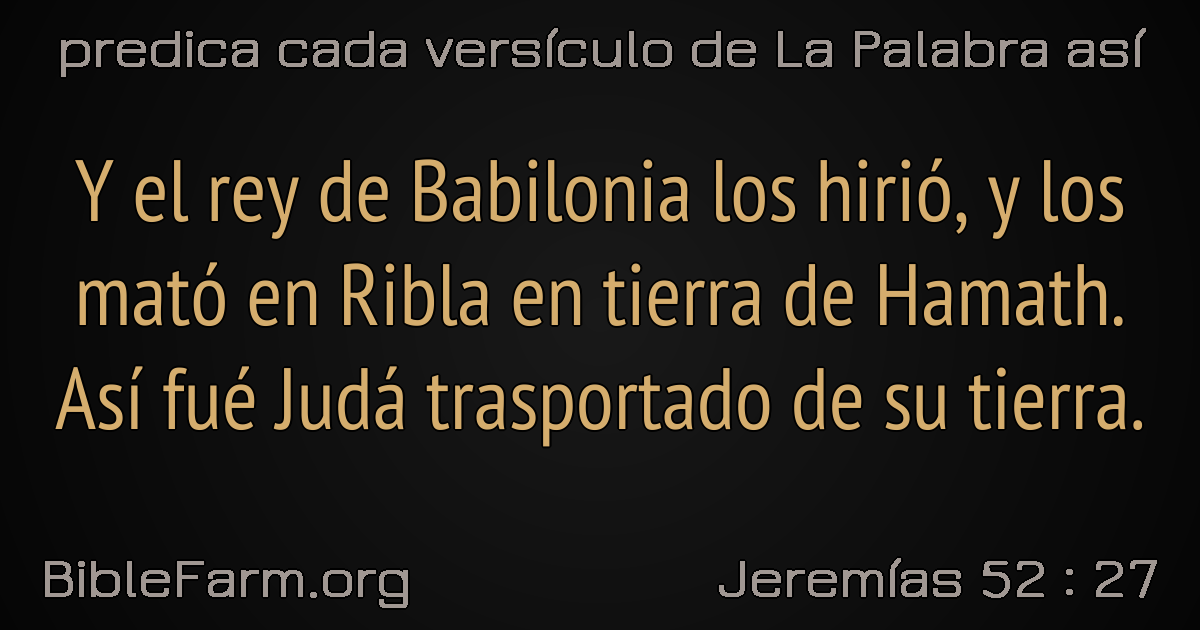 predica cada versículo de La Palabra así
Y el rey de Babilonia los hirió, y los
mató en Ribla en tierra de Hamath.
Así fué Judá trasportado de su tierra.
BibleFarm.org
Jeremías 52 : 27